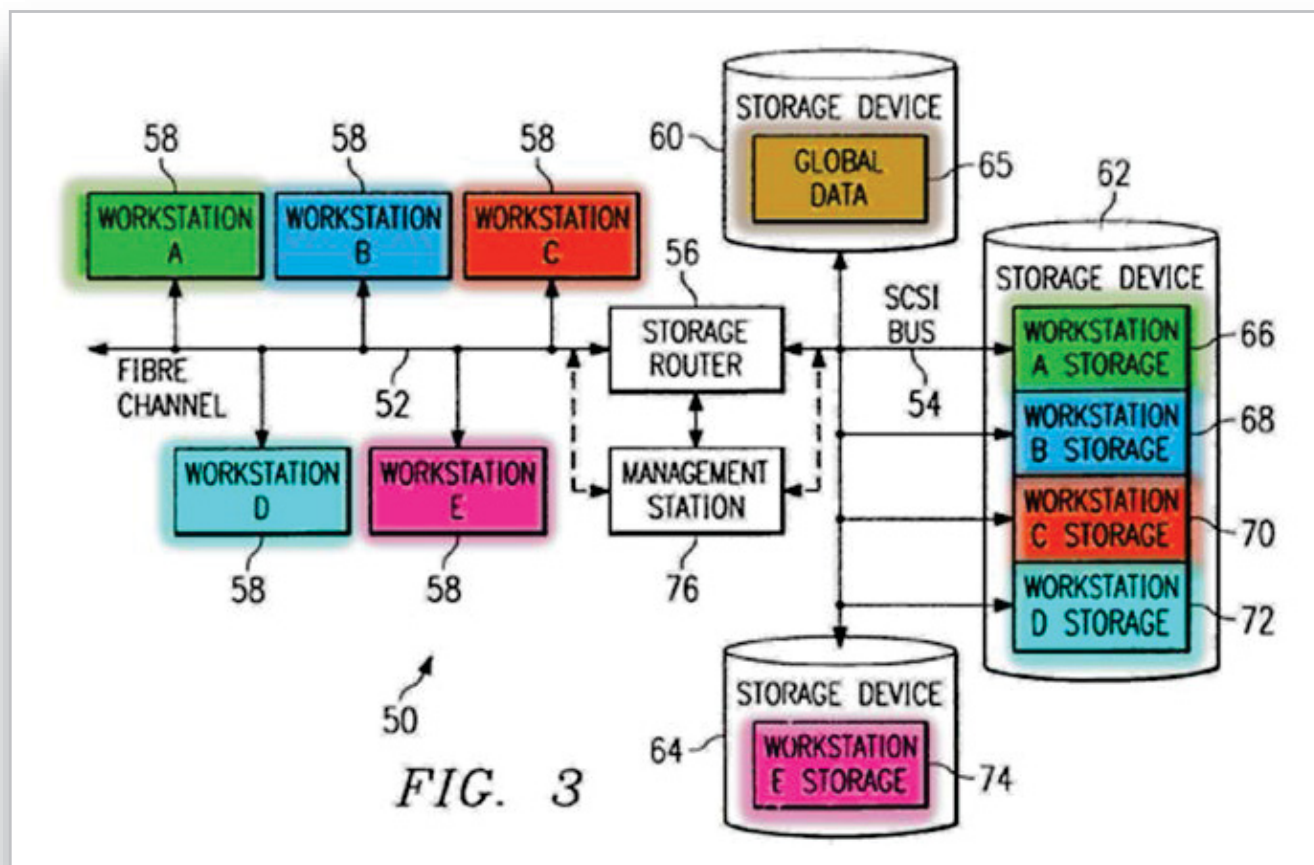 58
58
58
WORKSTATION
A
WORKSTATION
B
WORKSTATION
C
FIBRE
CHANNEL
52
WORKSTATION
D
WORKSTATION
E
58
58
56
STORAGE
ROUTER
MANAGEMENT
STATION
76
60
STORAGE DEVICE
GLOBAL
DATA
65
SCSI
BUS
54
62
STORAGE DEVICE
WORKSTATION
A STORAGE
66
WORKSTATION
B STORAGE
68
WORKSTATION
C STORAGE
70
WORKSTATION
D STORAGE
72
STORAGE DEVICE
64
WORKSTATION
E STORAGE
74
50
FIG. 3